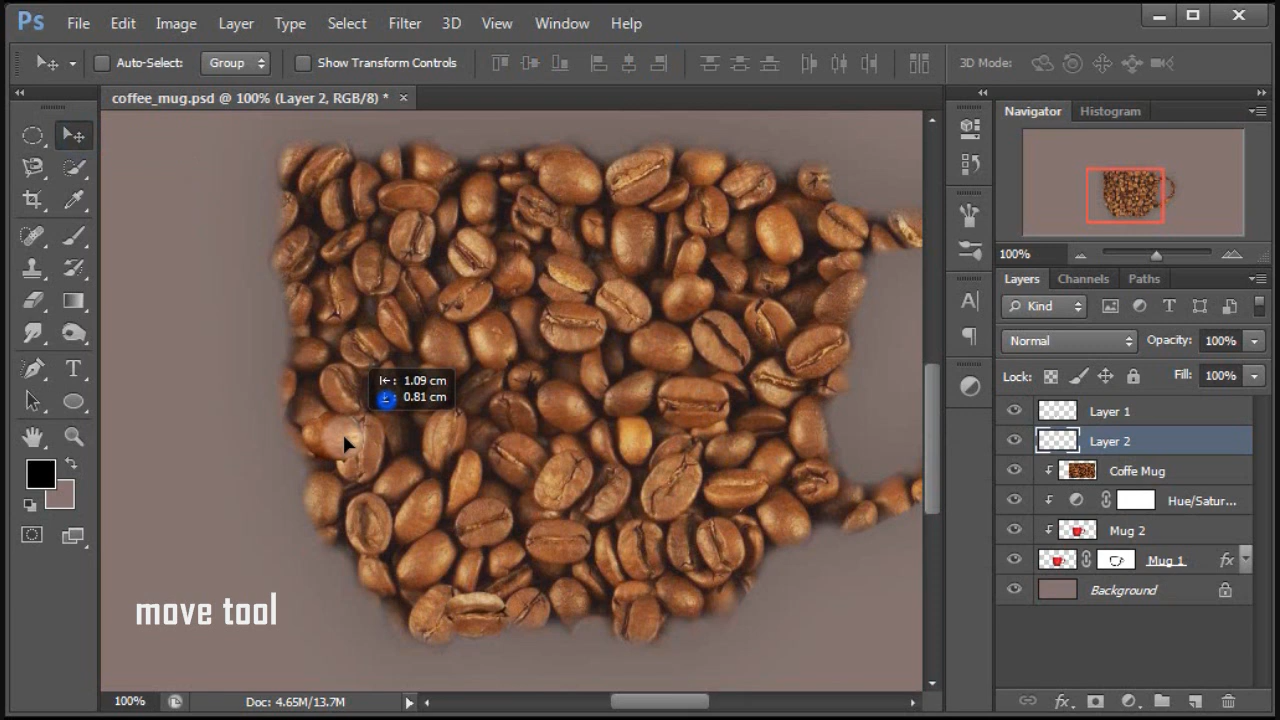 Ps File Edit Image Layer Type Select Filter 3D View Window Help
Auto-Select: Group Show Transform Controls 3D Mode:
coffee_mug.psd @ 100% (Layer 2, RGB/8) * ×
Navigator Histogram
100%
Layers Channels Paths
Kind T
Normal Opacity: 100%
Lock: Fill: 100%
Layer 1
Layer 2
Coffe Mug
Hue/Satur...
Mug 2
Mug 1 fx
Background
1.09 cm
0.81 cm
T
A
move tool
100% Doc: 4.65M/13.7M
fx